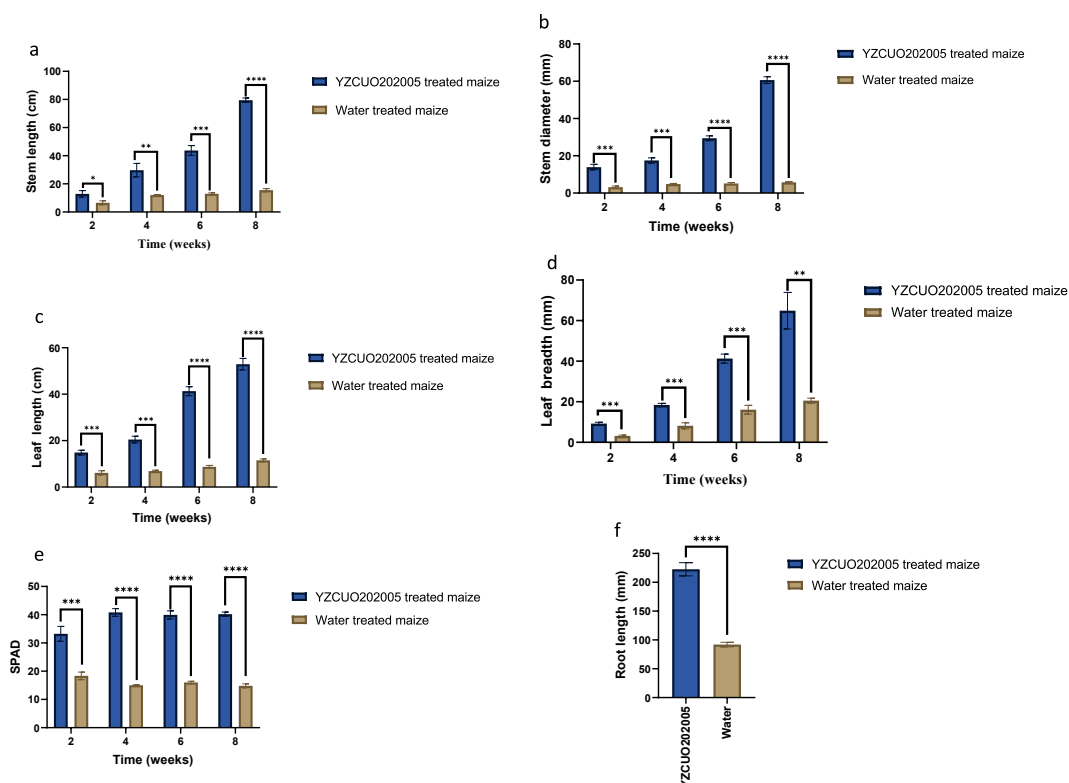 a
Stem length (cm)
100
80
60
40
20
0
*
**
***
****
2 4 6 8
Time (weeks)
YZCUO202005 treated maize
Water treated maize
b
Stem diameter (mm)
80
60
40
20
0
***
***
****
****
2 4 6 8
Time (weeks)
YZCUO202005 treated maize
Water treated maize
c
Leaf length (cm)
60
40
20
0
***
***
****
****
2 4 6 8
Time (weeks)
YZCUO202005 treated maize
Water treated maize
d
Leaf breadth (mm)
80
60
40
20
0
***
***
***
**
2 4 6 8
Time (weeks)
YZCUO202005 treated maize
Water treated maize
e
SPAD
50
40
30
20
10
0
***
****
****
****
2 4 6 8
Time (weeks)
YZCUO202005 treated maize
Water treated maize
f
Root length (mm)
250
200
150
100
50
0
****
YZCUO202005
Water
YZCUO202005 treated maize
Water treated maize